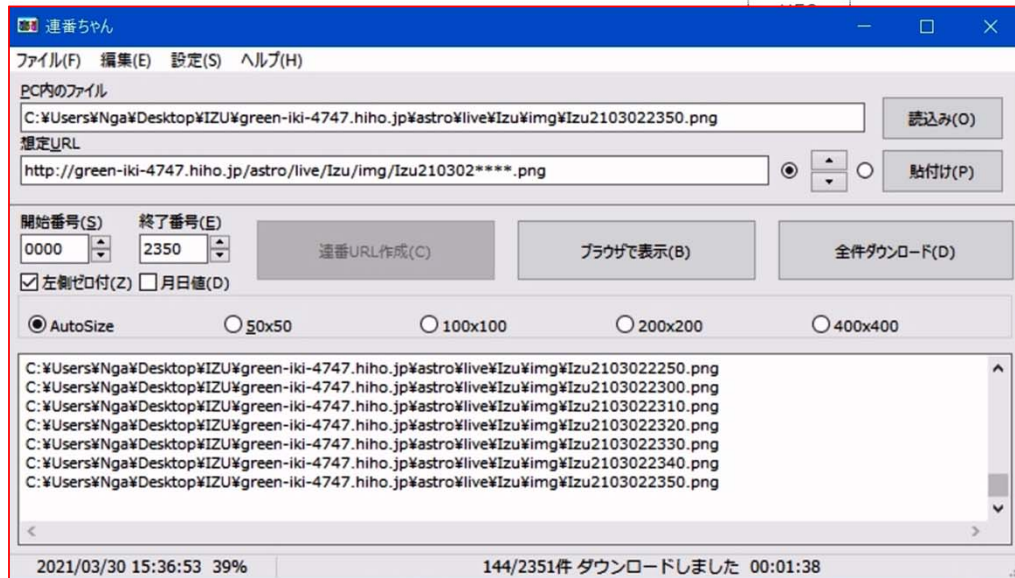 連番ちゃん
ファイル(F) 編集(E) 設定(S) ヘルプ(H)
PC内のファイル
C:¥Users¥Nga¥Desktop¥IZU¥green-iki-4747.hiho.jp¥astro¥live¥Izu¥img¥Izu2103022350.png
読込み(O)
想定URL
http://green-iki-4747.hiho.jp/astro/live/Izu/img/Izu210302****.png
貼付け(P)
開始番号(S) 終了番号(E)
0000 2350
連番URL作成(C) ブラウザで表示(B) 全件ダウンロード(D)
左側ゼロ付(Z) 月日値(D)
AutoSize 50x50 100x100 200x200 400x400
C:¥Users¥Nga¥Desktop¥IZU¥green-iki-4747.hiho.jp¥astro¥live¥Izu¥img¥Izu2103022250.png
C:¥Users¥Nga¥Desktop¥IZU¥green-iki-4747.hiho.jp¥astro¥live¥Izu¥img¥Izu2103022300.png
C:¥Users¥Nga¥Desktop¥IZU¥green-iki-4747.hiho.jp¥astro¥live¥Izu¥img¥Izu2103022310.png
C:¥Users¥Nga¥Desktop¥IZU¥green-iki-4747.hiho.jp¥astro¥live¥Izu¥img¥Izu2103022320.png
C:¥Users¥Nga¥Desktop¥IZU¥green-iki-4747.hiho.jp¥astro¥live¥Izu¥img¥Izu2103022330.png
C:¥Users¥Nga¥Desktop¥IZU¥green-iki-4747.hiho.jp¥astro¥live¥Izu¥img¥Izu2103022340.png
C:¥Users¥Nga¥Desktop¥IZU¥green-iki-4747.hiho.jp¥astro¥live¥Izu¥img¥Izu2103022350.png
2021/03/30 15:36:53 39% 144/2351件 ダウンロードしました 00:01:38